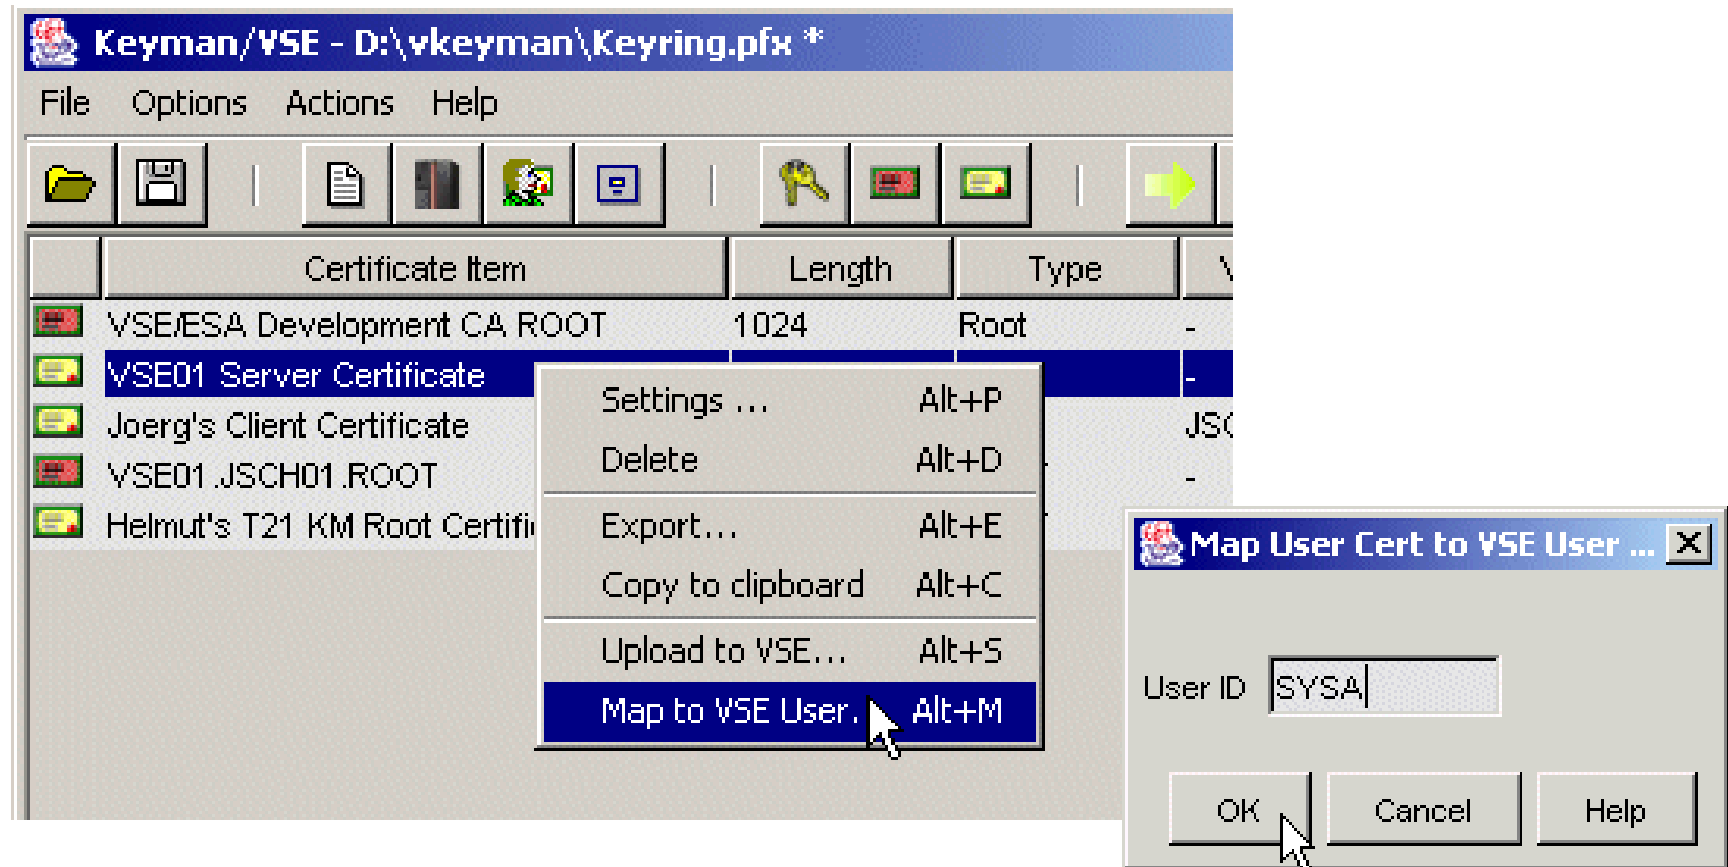 Keyman/VSE - D:\vkeyman\Keyring.pfx *
File Options Actions Help
Certificate Item Length Type
VSE/ESA Development CA ROOT 1024 Root -
VSE01 Server Certificate -
Joerg's Client Certificate
VSE01.JSCH01.ROOT -
Helmut's T21 KM Root
Settings ... Alt+P
Delete Alt+D
Export... Alt+E
Copy to clipboard Alt+C
Upload to VSE... Alt+S
Map to VSE User. Alt+M
Map User Cert to VSE User ...
User ID SYSA
OK Cancel Help